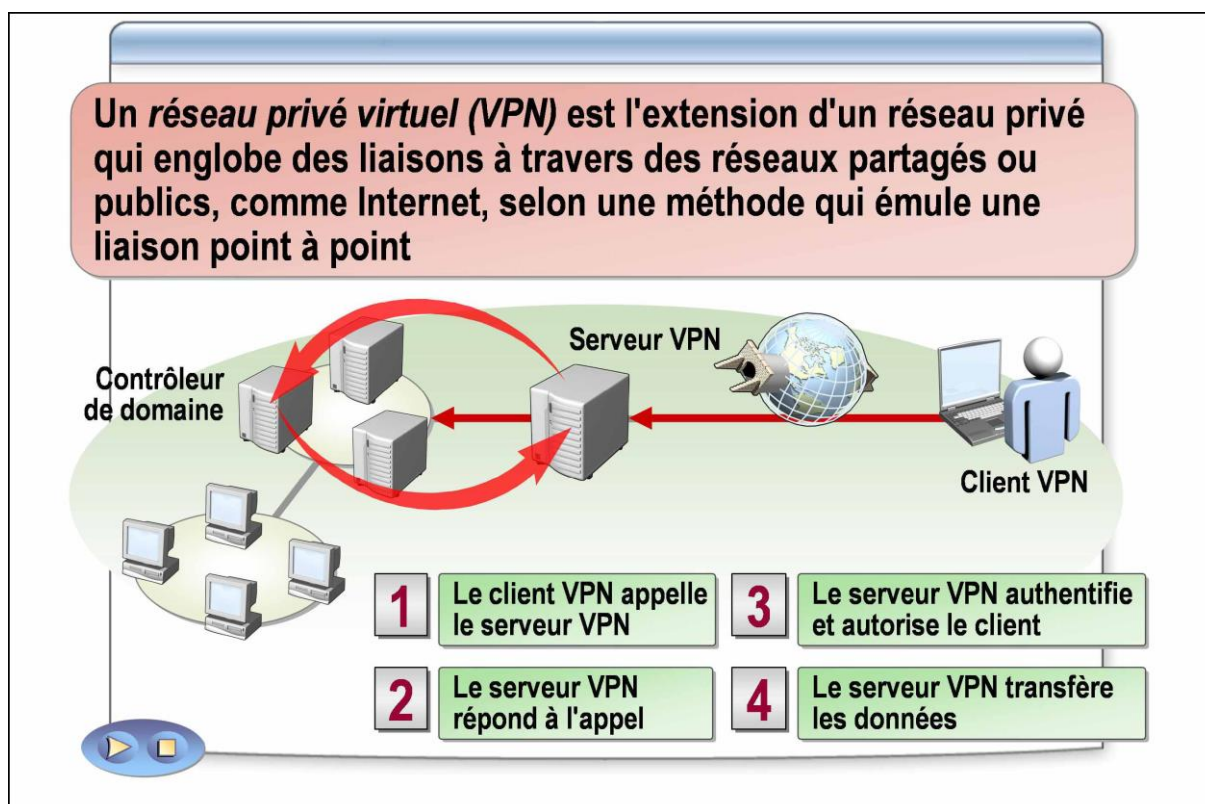 Un réseau privé virtuel (VPN) est l'extension d'un réseau privé
qui englobe des liaisons à travers des réseaux partagés ou
publics, comme Internet, selon une méthode qui émule une
liaison point à point
Serveur VPN
Contrôleur
de domaine
Client VPN
1
Le client VPN appelle
le serveur VPN
2
Le serveur VPN
répond à l'appel
3
Le serveur VPN authentifie
et autorise le client
4
Le serveur VPN transfère
les données